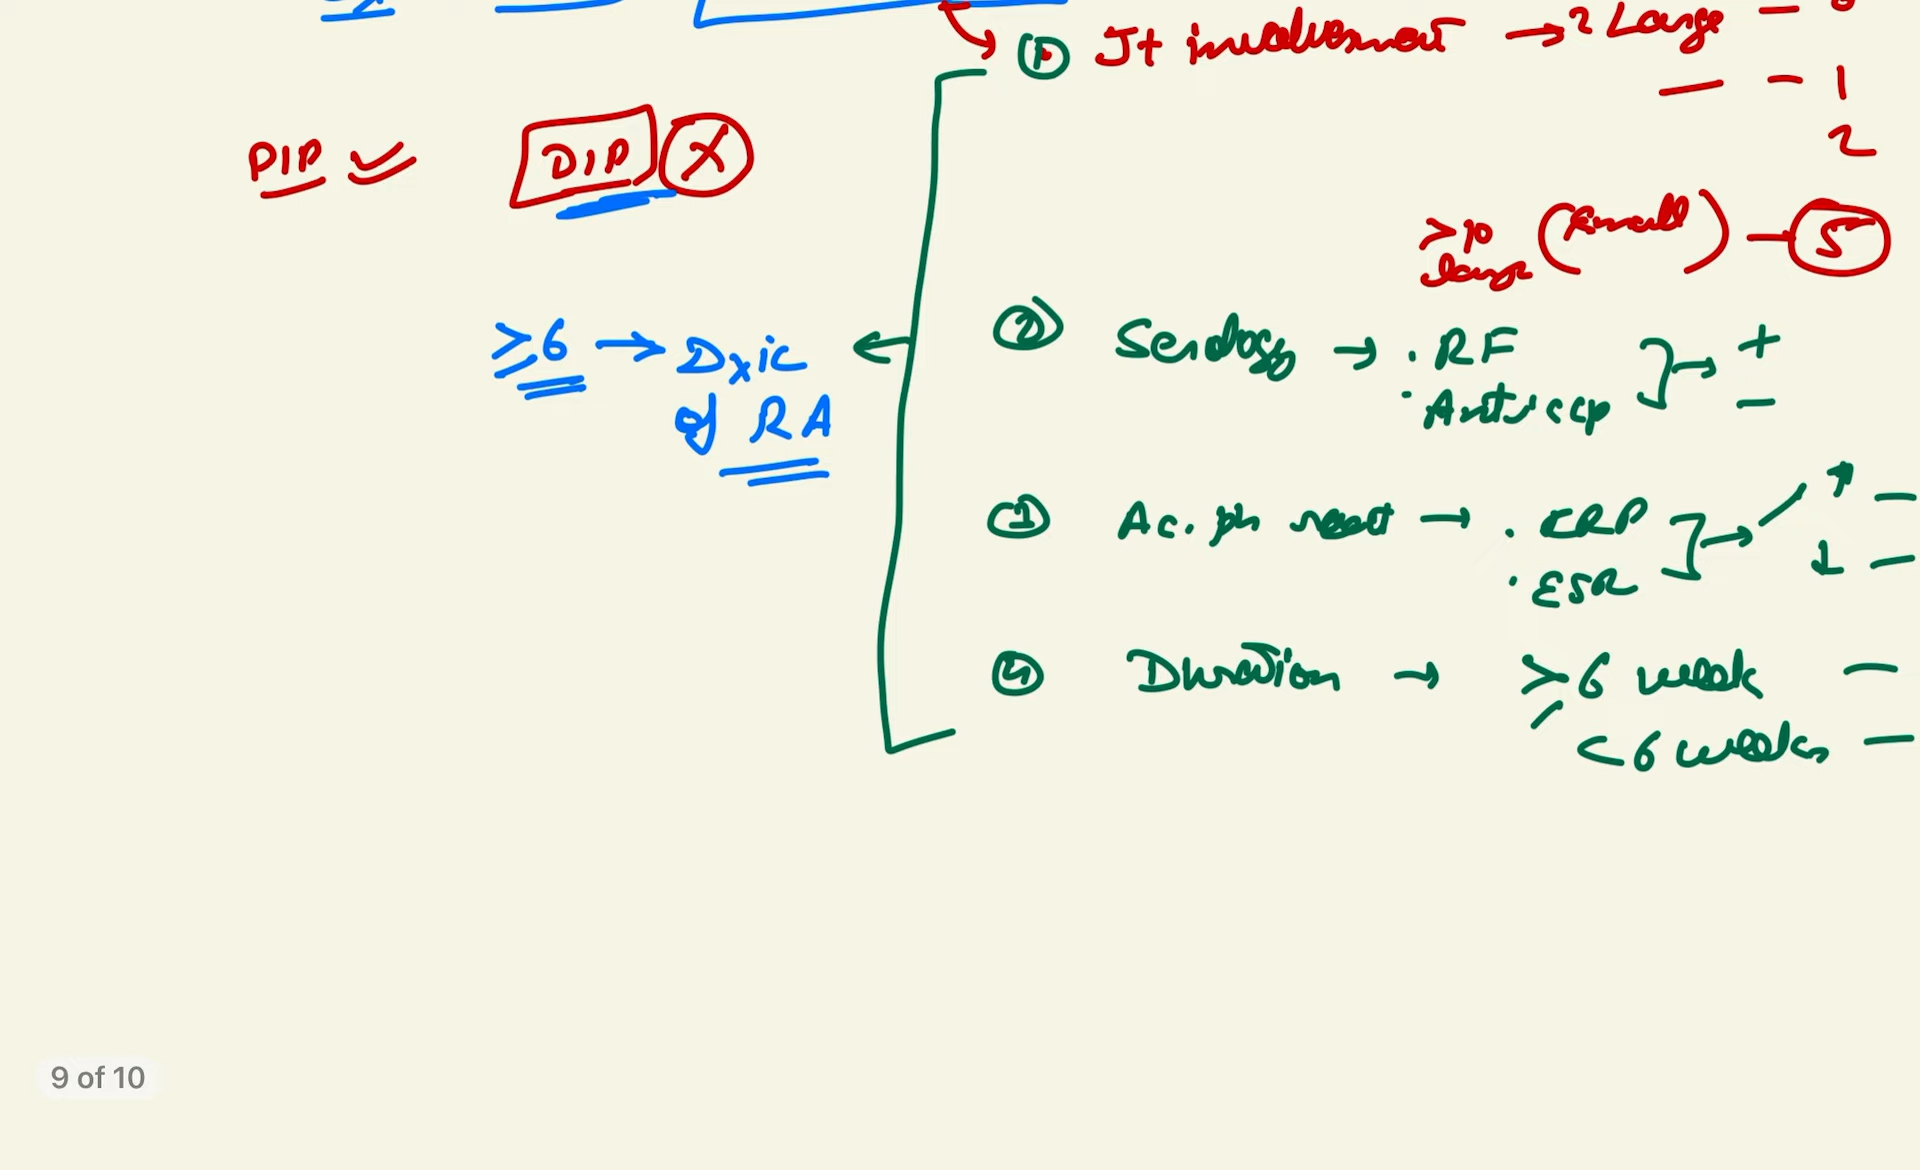 ① Jt involvement → 2 Large –
— – 1
2
PIP DIP X
>10 (small) – 5
large
② Serology → . RF + 
. Anti ccp –
≥6 → Dxic
of RA
③ Ac. ph react → . CRP ↑ –
. ESR ↓ –
④ Duration → ≥6 week –
<6 weeks –
9 of 10